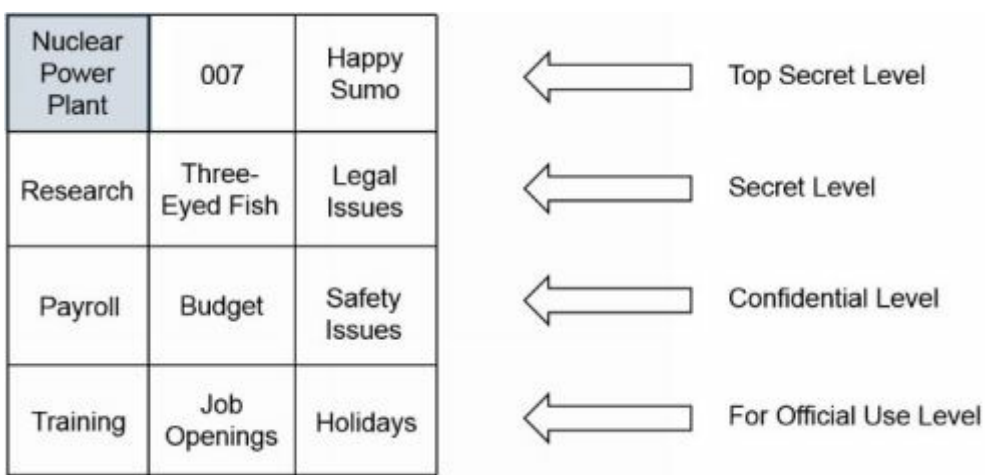 Nuclear
Power
Plant
007
Happy
Sumo
Top Secret Level
Research
Three-
Eyed Fish
Legal
Issues
Secret Level
Payroll
Budget
Safety
Issues
Confidential Level
Training
Job
Openings
Holidays
For Official Use Level